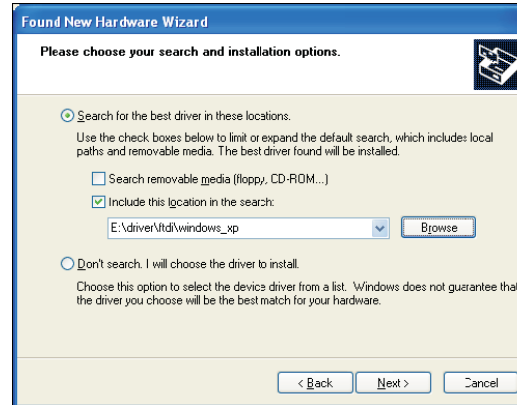 Found New Hardware Wizard
Please choose your search and installation options.
Search for the best driver in these locations.
Use the check boxes below to limit or expand the default search, which includes local
paths and removable media. The best driver found will be installed.
Search removable media (floppy, CD-ROM...)
Include this location in the search:
E:\driver\ftdi\windows_xp
Browse
Don't search. I will choose the driver to install.
Choose this option to select the device driver from a list. Windows does not guarantee that
the driver you choose will be the best match for your hardware.
< Back
Next >
Cancel